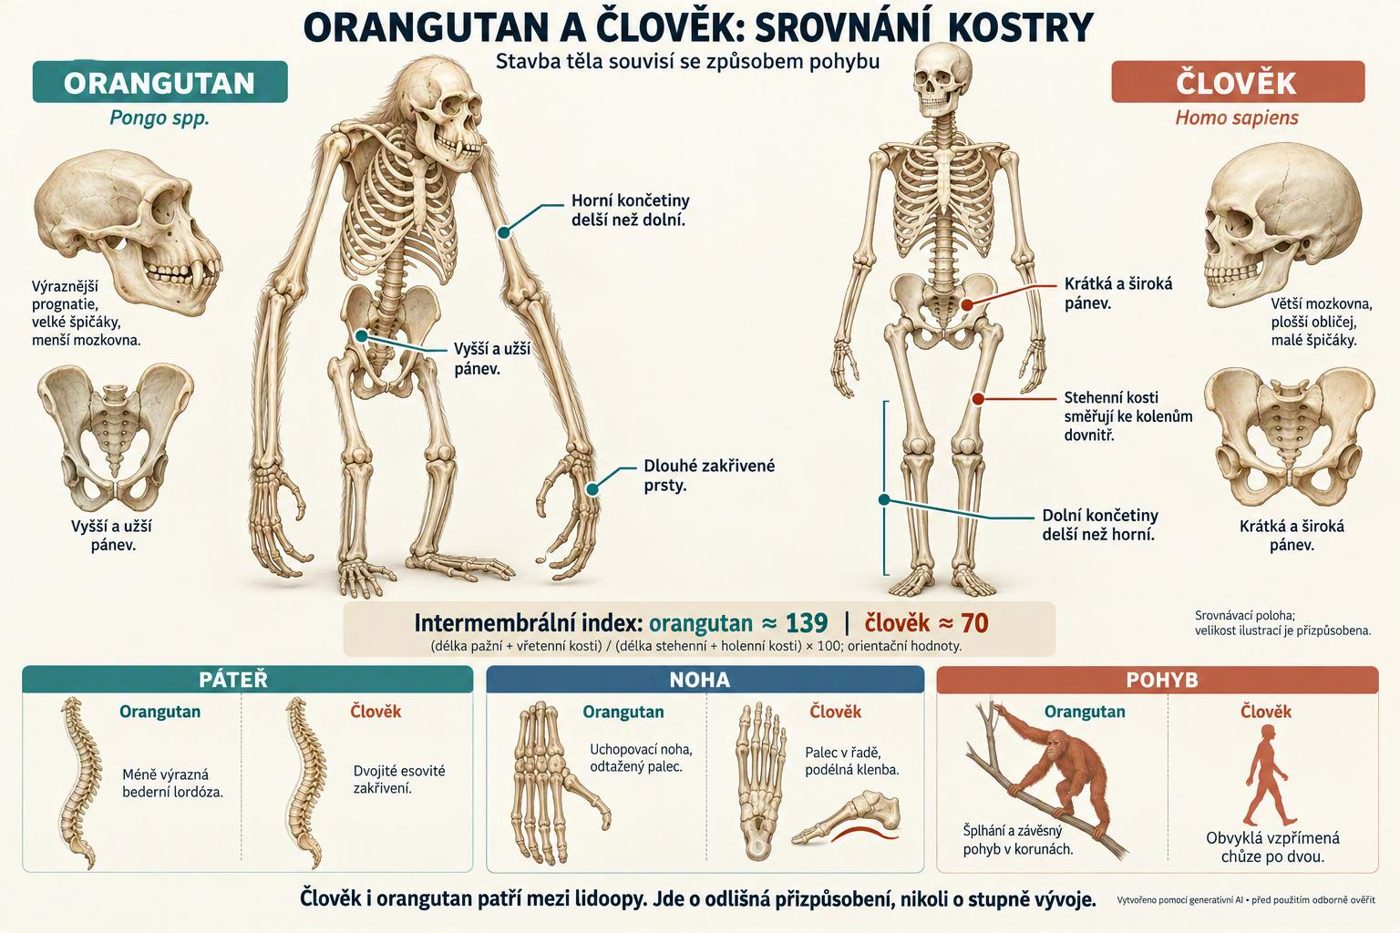 ORANGUTAN A ČLOVĚK: SROVNÁNÍ KOSTRY
Stavba těla souvisí se způsobem pohybu
ORANGUTAN
Pongo spp.
Výraznější
prognatie,
velké špičáky,
menší mozkovna.
Vyšší a užší
pánev.
Horní končetiny
delší než dolní.
Vyšší a užší
pánev.
Dlouhé zakřivené
prsty.
ČLOVĚK
Homo sapiens
Krátká a široká
pánev.
Stehenní kosti
směřují ke kolenům
dovnitř.
Dolní končetiny
delší než horní.
Větší mozkovna,
plošší obličej,
malé špičáky.
Krátká a široká
pánev.
Srovnávací poloha;
velikost ilustrací je přizpůsobena.
Intermembrální index: orangutan ≈ 139 | člověk ≈ 70
(délka pažní + vřetenní kosti) / (délka stehenní + holenní kosti) × 100; orientační hodnoty.
PÁTEŘ
Orangutan
Méně výrazná
bederní lordóza.
Člověk
Dvojité esovité
zakřivení.
NOHA
Orangutan
Uchopovací noha,
odtažený palec.
Člověk
Palec v řadě,
podélná klenba.
POHYB
Orangutan
Šplhání a závěsný
pohyb v korunách.
Člověk
Obvyklá vzpřímená
chůze po dvou.
Člověk i orangutan patří mezi lidoopy. Jde o odlišná přizpůsobení, nikoli o stupně vývoje.
Vytvořeno pomocí generativní AI • před použitím odborně ověřit